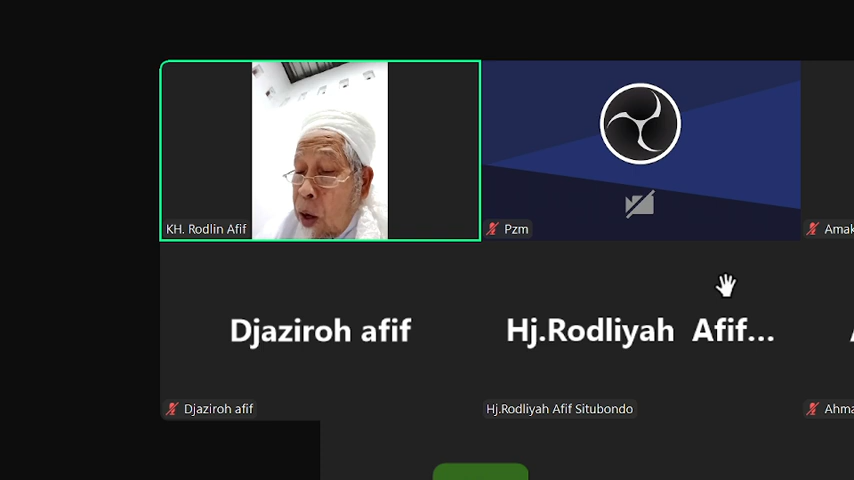 KH. Rodlin Afif
Pzm
Amak
Djaziroh afif
Hj.Rodliyah Afif...
Djaziroh afif
Hj.Rodliyah Afif Situbondo
Ahma